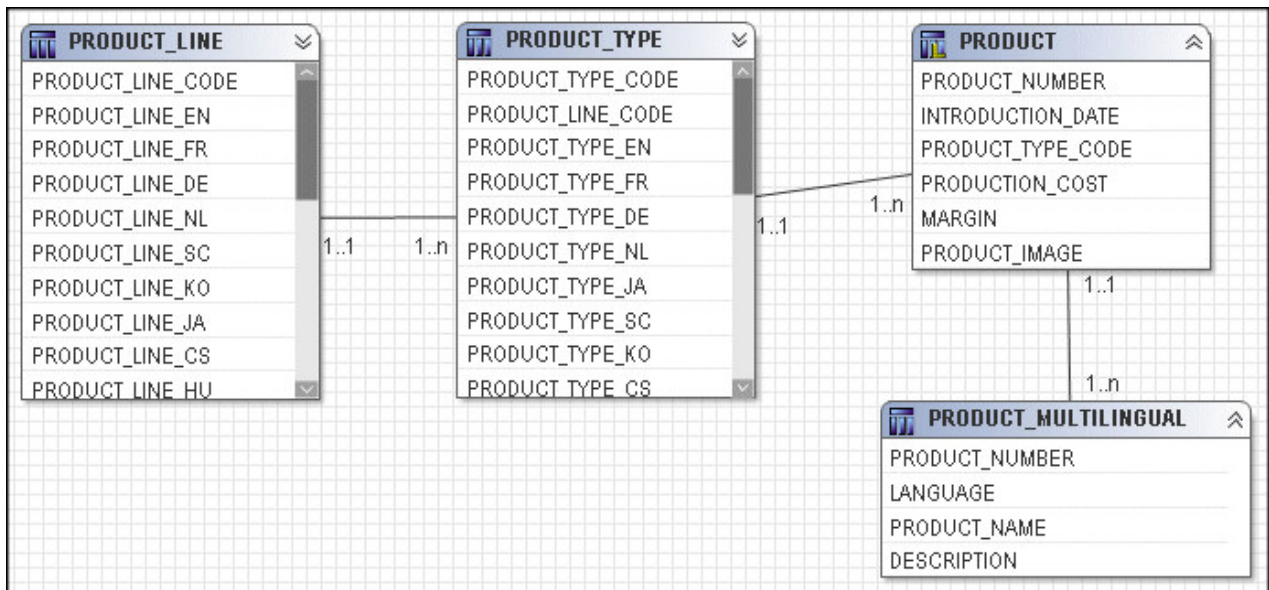 PRODUCT_LINE
PRODUCT_LINE_CODE
PRODUCT_LINE_EN
PRODUCT_LINE_FR
PRODUCT_LINE_DE
PRODUCT_LINE_NL
PRODUCT_LINE_SC
PRODUCT_LINE_KO
PRODUCT_LINE_JA
PRODUCT_LINE_CS
PRODUCT_LINE_HU
1..1
1..n
PRODUCT_TYPE
PRODUCT_TYPE_CODE
PRODUCT_LINE_CODE
PRODUCT_TYPE_EN
PRODUCT_TYPE_FR
PRODUCT_TYPE_DE
PRODUCT_TYPE_NL
PRODUCT_TYPE_JA
PRODUCT_TYPE_SC
PRODUCT_TYPE_KO
PRODUCT_TYPE_CS
1..1
1..n
PRODUCT
PRODUCT_NUMBER
INTRODUCTION_DATE
PRODUCT_TYPE_CODE
PRODUCTION_COST
MARGIN
PRODUCT_IMAGE
1..1
1..n
PRODUCT_MULTILINGUAL
PRODUCT_NUMBER
LANGUAGE
PRODUCT_NAME
DESCRIPTION